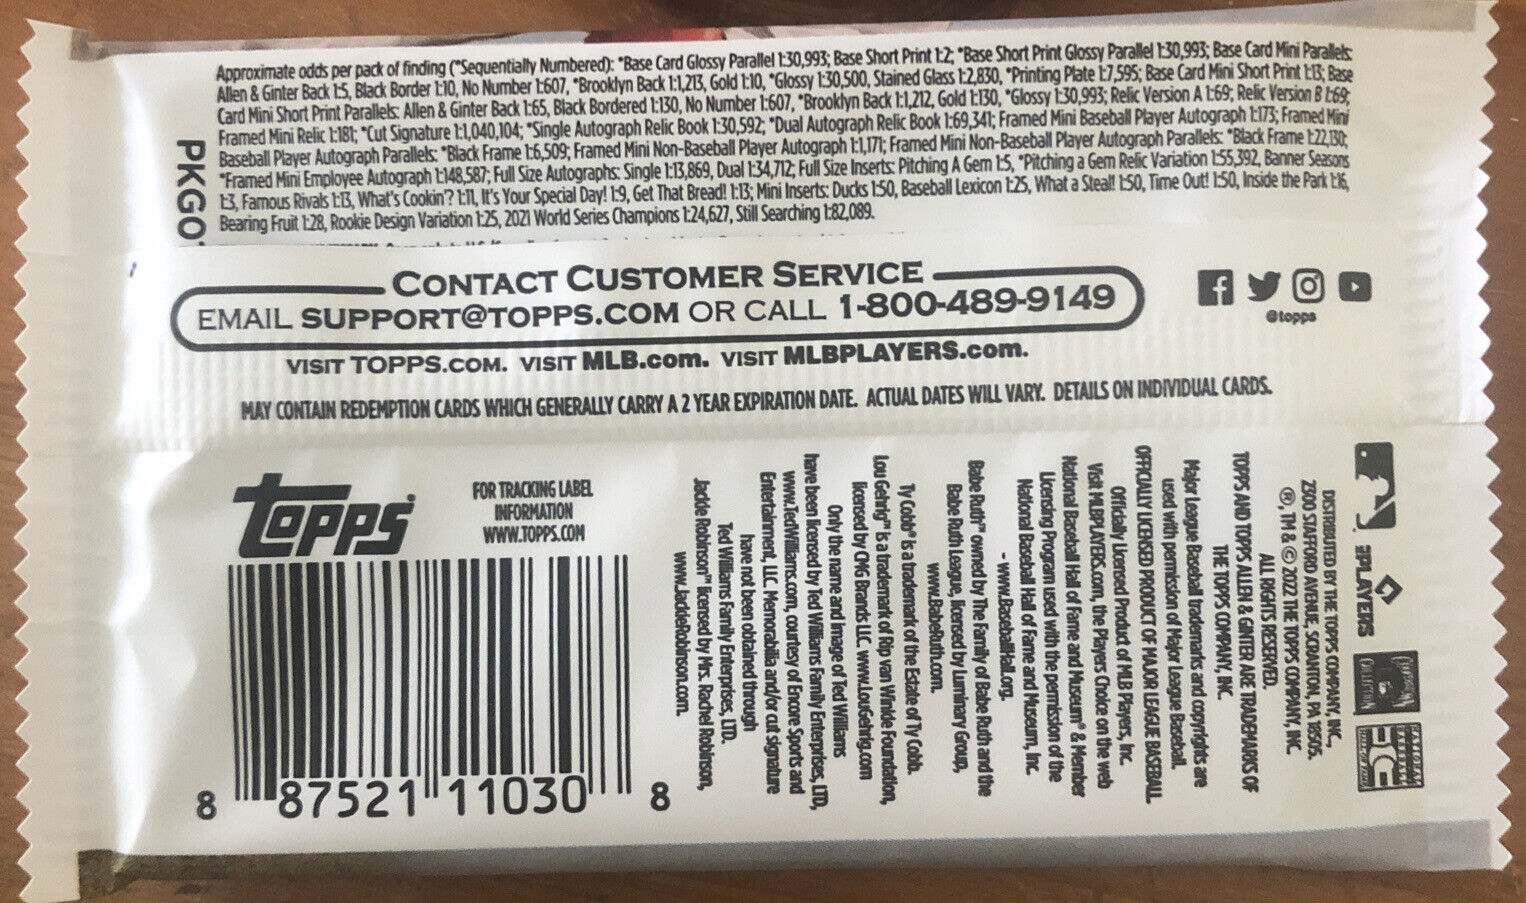 Approximate odds per pack of finding (*Sequentially Numbered): *Base Card Glossy Parallel 1:30,993; Base Short Print 1:2; *Base Short Print Glossy Parallel 1:30,993; Base Card Mini Parallels:
Allen & Ginter Back 1:5, Black Border 1:10, No Number 1:607, *Brooklyn Back 1:1,213, Gold 1:10, *Glossy 1:30,500, Stained Glass 1:2,830, *Printing Plate 1:7,595; Base Card Mini Short Print 1:13; Base
Card Mini Short Print Parallels: Allen & Ginter Back 1:65, Black Bordered 1:130, No Number 1:607, *Brooklyn Back 1:1,212, Gold 1:130, *Glossy 1:30,993; Relic Version A 1:69; Relic Version B 1:69;
Framed Mini Relic 1:181; *Cut Signature 1:1,040,104; *Single Autograph Relic Book 1:30,592; *Dual Autograph Relic Book 1:69,341; Framed Mini Baseball Player Autograph 1:173; Framed Mini
Baseball Player Autograph Parallels: *Black Frame 1:6,509; Framed Mini Non-Baseball Player Autograph 1:1,171; Framed Mini Non-Baseball Player Autograph Parallels: *Black Frame 1:22,130;
*Framed Mini Employee Autograph 1:148,587; Full Size Autographs: Single 1:13,869, Dual 1:34,712; Full Size Inserts: Pitching A Gem 1:5, *Pitching a Gem Relic Variation 1:55,392, Banner Seasons
1:3, Famous Rivals 1:13, What's Cookin'? 1:11, It's Your Special Day! 1:9, Get That Bread! 1:13; Mini Inserts: Ducks 1:50, Baseball Lexicon 1:25, What a Steal! 1:50, Time Out! 1:50, Inside the Park 1:16,
Bearing Fruit 1:28, Rookie Design Variation 1:25, 2021 World Series Champions 1:24,627, Still Searching 1:82,089.
PKGO
CONTACT CUSTOMER SERVICE
EMAIL SUPPORT@TOPPS.COM OR CALL 1-800-489-9149
@topps
VISIT TOPPS.COM. VISIT MLB.com. VISIT MLBPLAYERS.com.
MAY CONTAIN REDEMPTION CARDS WHICH GENERALLY CARRY A 2 YEAR EXPIRATION DATE. ACTUAL DATES WILL VARY. DETAILS ON INDIVIDUAL CARDS.
TOPPS
FOR TRACKING LABEL
INFORMATION
WWW.TOPPS.COM
8 87521 11030 8
PLAYERS
DISTRIBUTED BY THE TOPPS COMPANY, INC.,
2500 STAFFORD AVENUE, SCRANTON, PA 18505.
®, TM & © 2022 THE TOPPS COMPANY, INC.
ALL RIGHTS RESERVED.
TOPPS AND TOPPS ALLEN & GINTER ARE TRADEMARKS OF
THE TOPPS COMPANY, INC.
Major League Baseball trademarks and copyrights are
used with permission of Major League Baseball.
OFFICIALLY LICENSED PRODUCT OF MAJOR LEAGUE BASEBALL
Officially Licensed Product of MLB Players, Inc.
Visit MLBPLAYERS.com, the Players Choice on the web
National Baseball Hall of Fame and Museum® & Member
Licensing Program used with the permission of the
National Baseball Hall of Fame and Museum, Inc.
- www.BaseballHall.org.
Babe Ruth™ owned by The Family of Babe Ruth and the
Babe Ruth League, licensed by Luminary Group,
www.BabeRuth.com.
Ty Cobb® is a trademark of the Estate of Ty Cobb.
Lou Gehrig™ is a trademark of Rip van Winkle Foundation,
licensed by CMG Brands LLC. www.LouGehrig.com
Only the name and image of Ted Williams
have been licensed by Ted Williams Family Enterprises, LTD,
www.TedWilliams.com, courtesy of Encore Sports and
Entertainment, LLC. Memorabilia and/or cut signature
have not been obtained through
Ted Williams Family Enterprises, LTD.
Jackie Robinson™ licensed by Mrs. Rachel Robinson,
www.JackieRobinson.com.